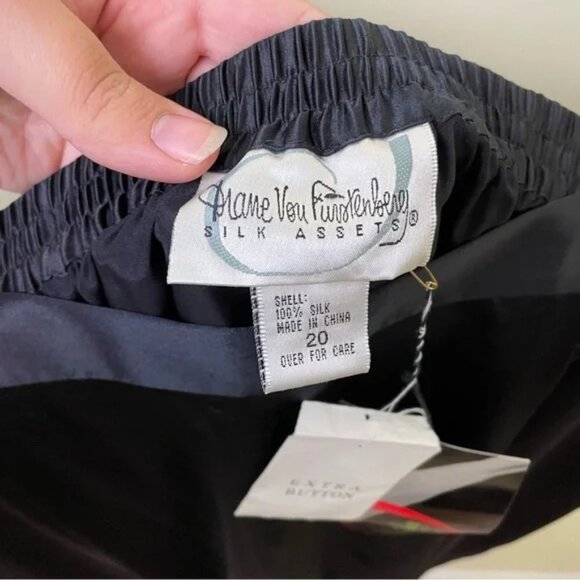 Diane Von Furstenberg
SILK ASSETS®
SHELL:
100% SILK
MADE IN CHINA
20
OVER FOR CARE
EXTRA
BUTTON